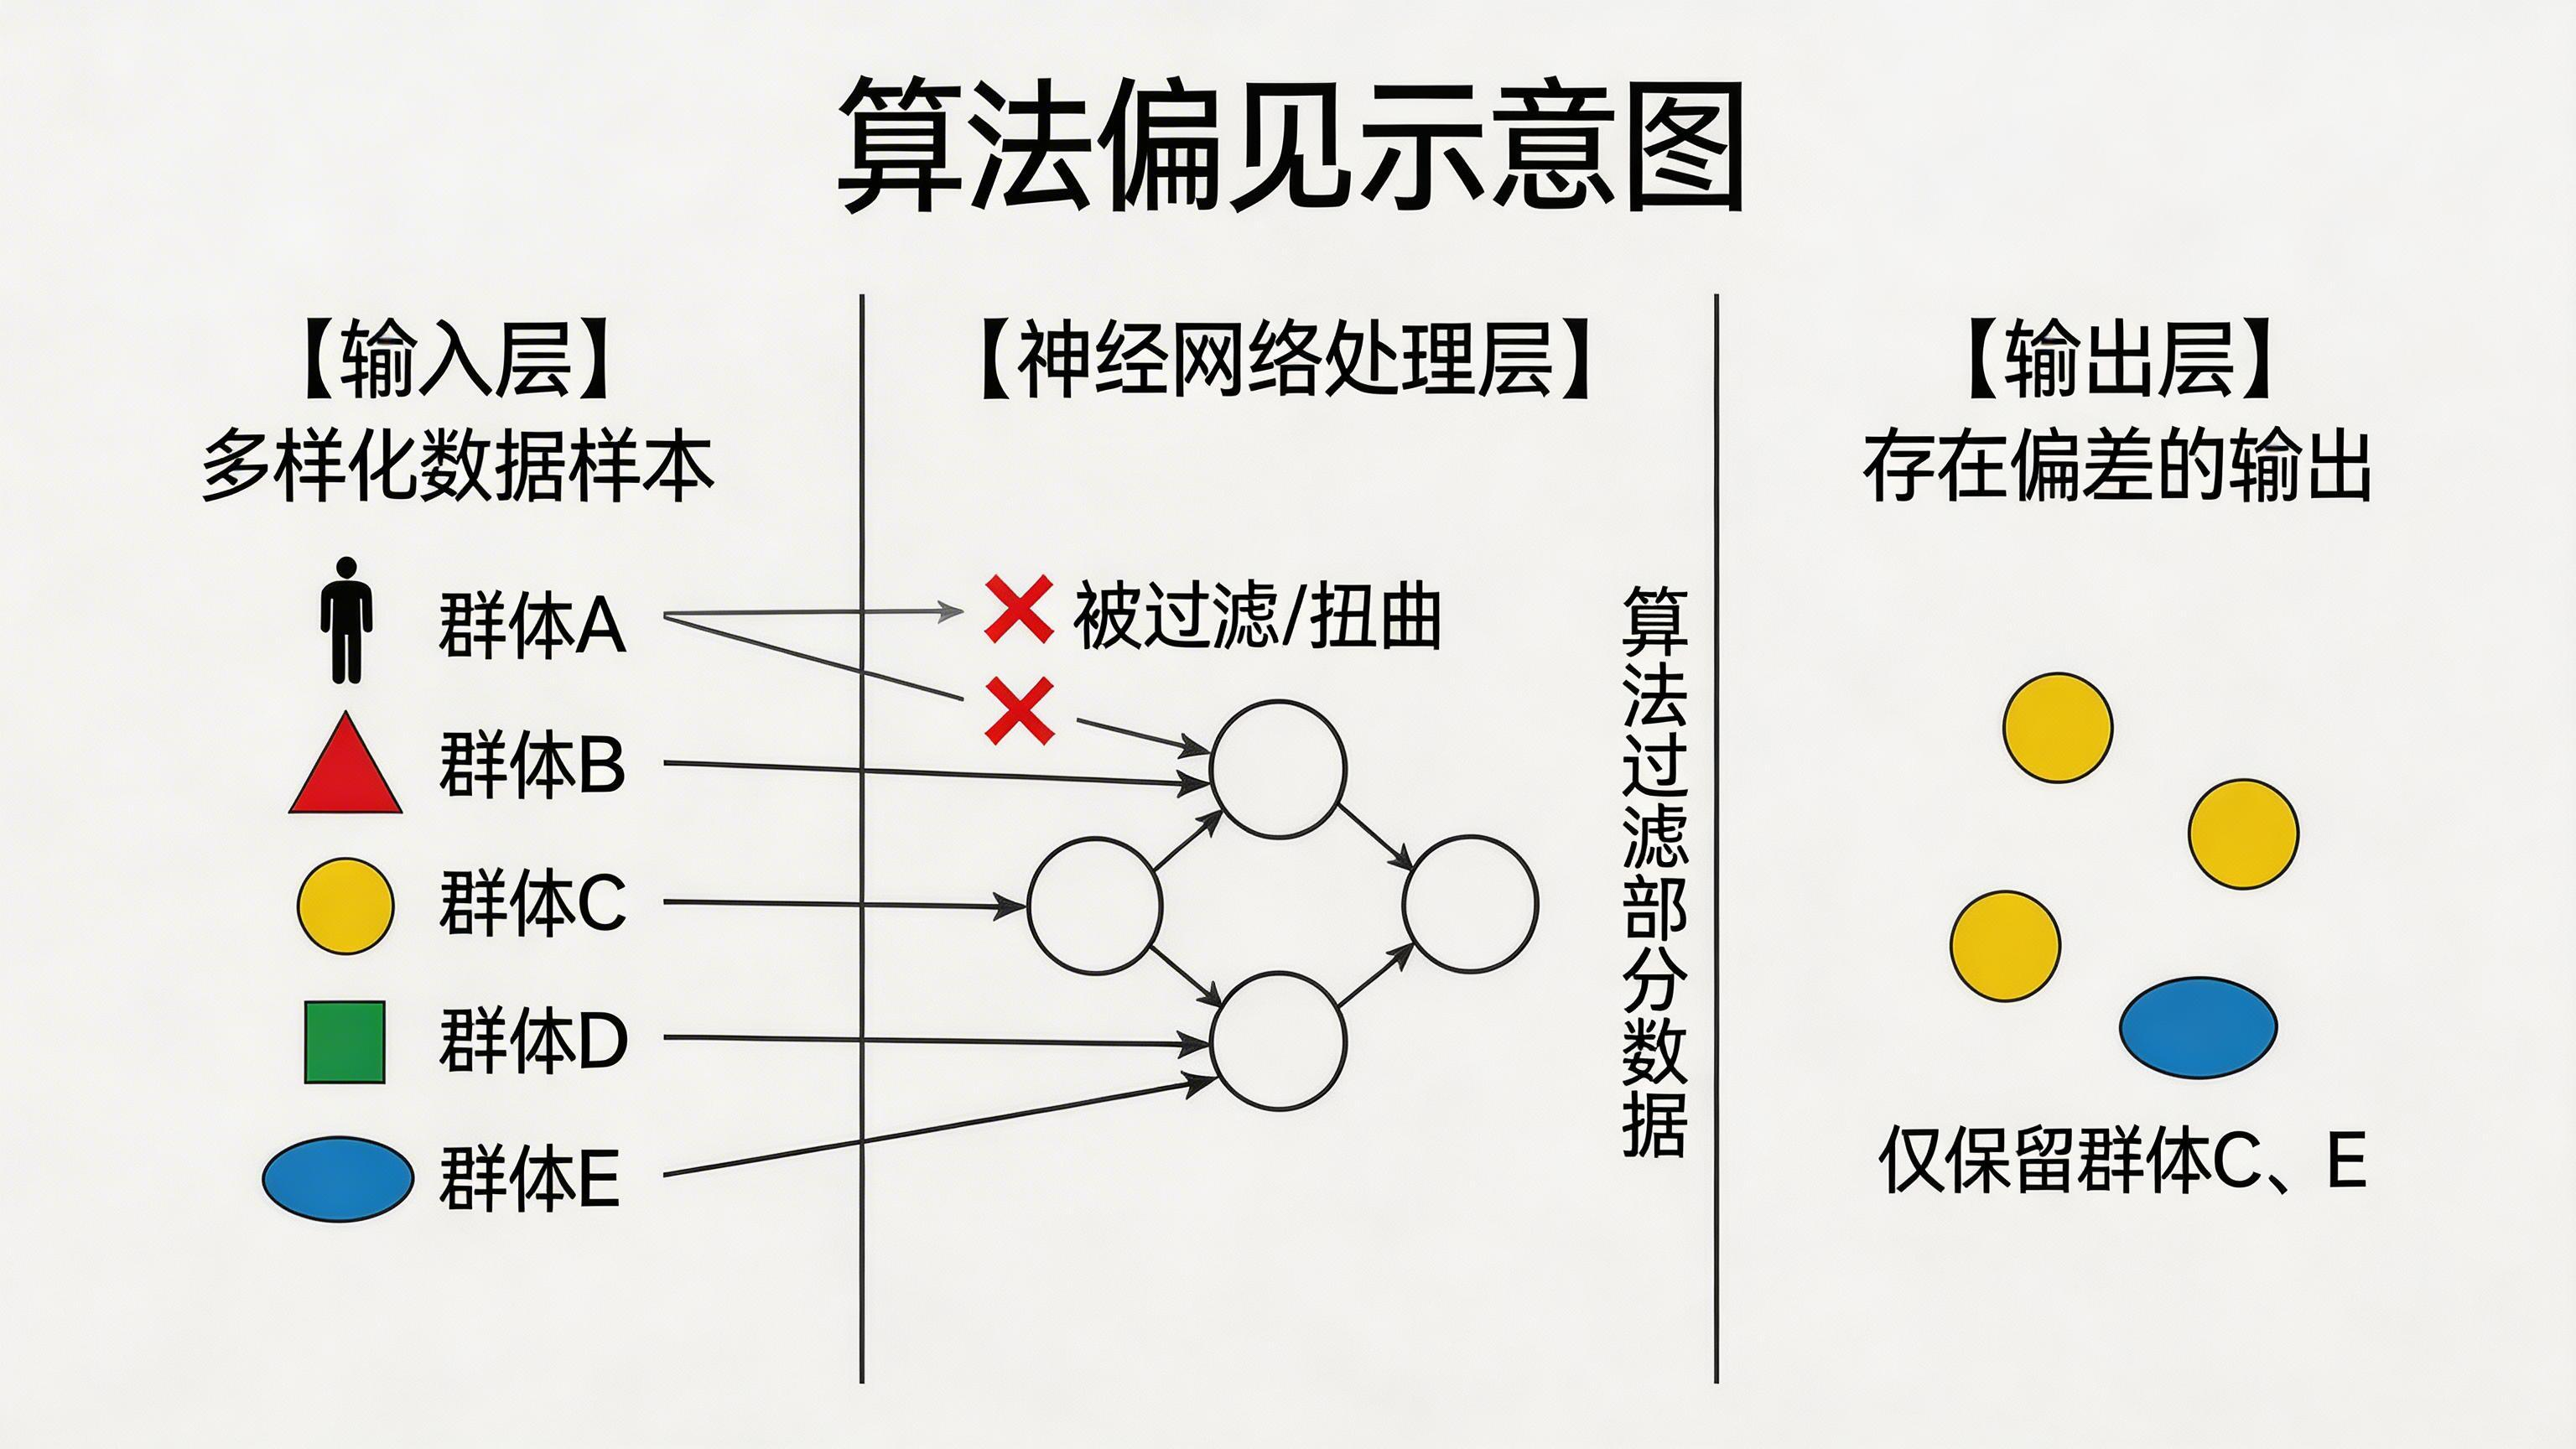 算法偏见示意图
【输入层】
多样化数据样本
群体A
群体B
群体C
群体D
群体E
【神经网络处理层】
被过滤/扭曲
算法过滤部分数据
【输出层】
存在偏差的输出
仅保留群体C、E